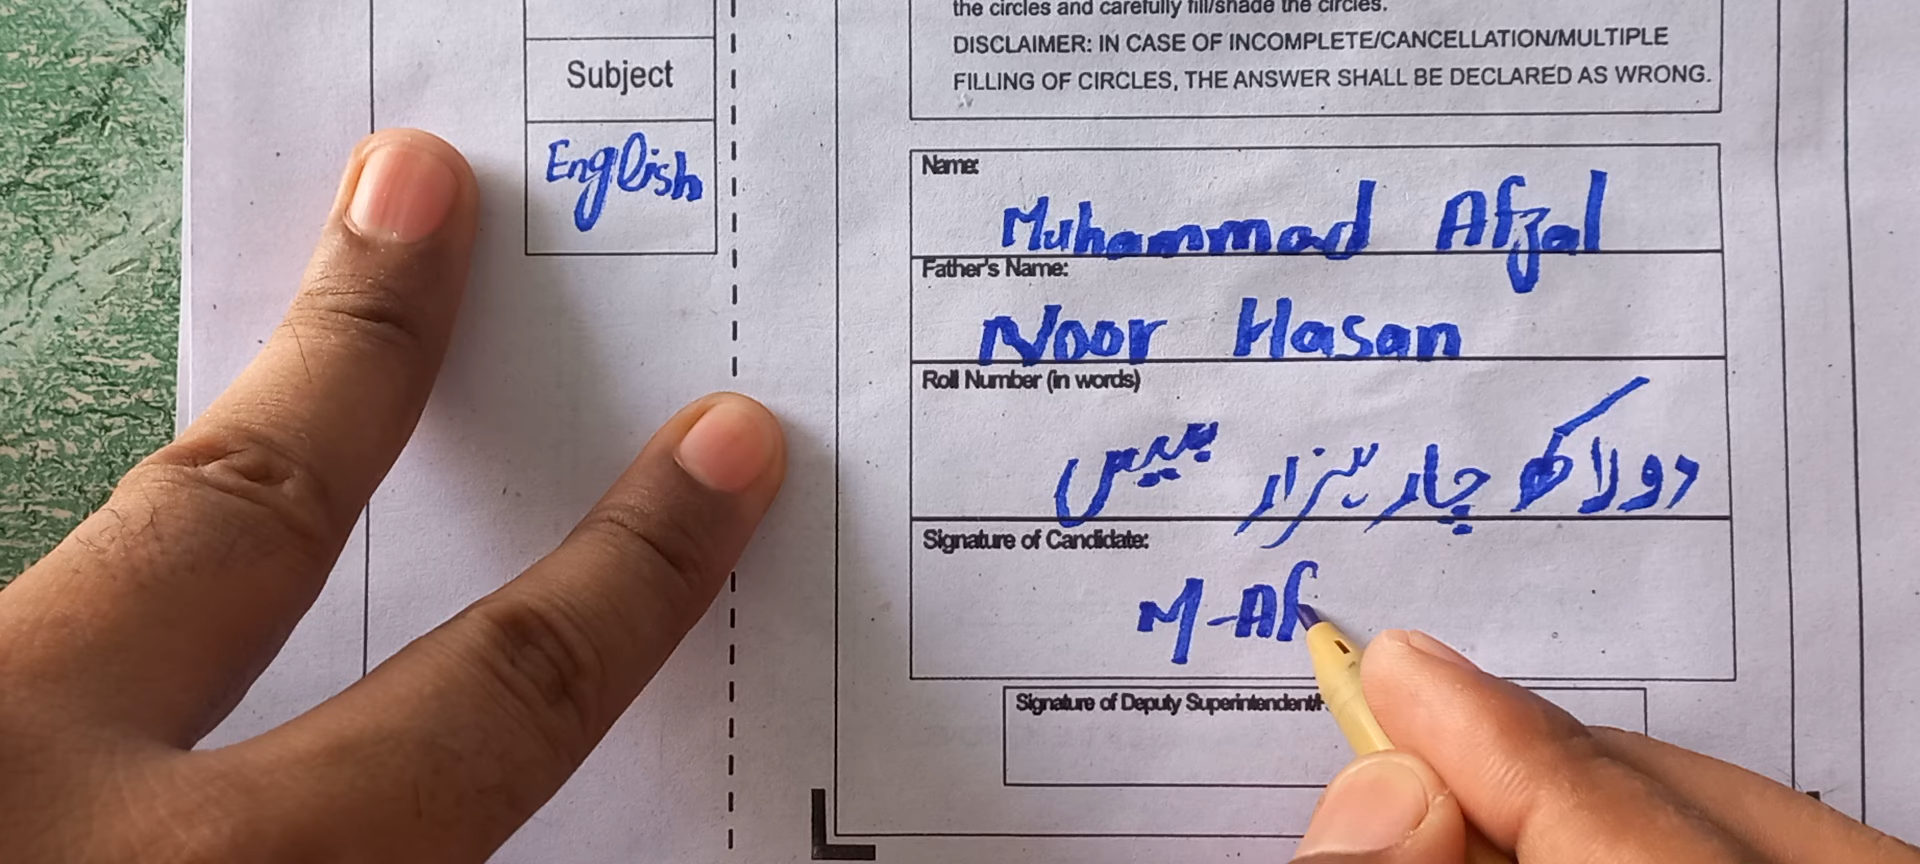 Subject
English
the circles and carefully fill/shade the circles.
DISCLAIMER: IN CASE OF INCOMPLETE/CANCELLATION/MULTIPLE
FILLING OF CIRCLES, THE ANSWER SHALL BE DECLARED AS WRONG.
Name:
Muhammad Afzal
Father's Name:
Noor Hasan
Roll Number (in words)
دو لاکھ چار ہزار بیس
Signature of Candidate:
M-Af
Signature of Deputy Superintendent/